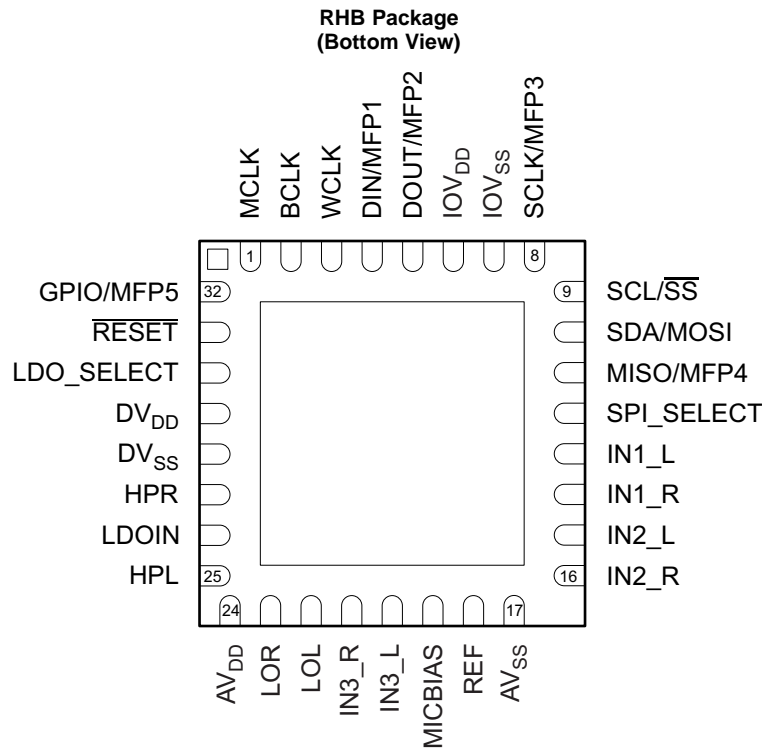 RHB Package
(Bottom View)
MCLK
BCLK
WCLK
DIN/MFP1
DOUT/MFP2
IOVDD
IOVSS
SCLK/MFP3
1
8
GPIO/MFP5
32
9
SCL/SS
RESET
SDA/MOSI
LDO_SELECT
MISO/MFP4
DVDD
SPI_SELECT
DVSS
IN1_L
HPR
IN1_R
LDOIN
IN2_L
HPL
25
16
IN2_R
24
17
AVDD
LOR
LOL
IN3_R
IN3_L
MICBIAS
REF
AVSS